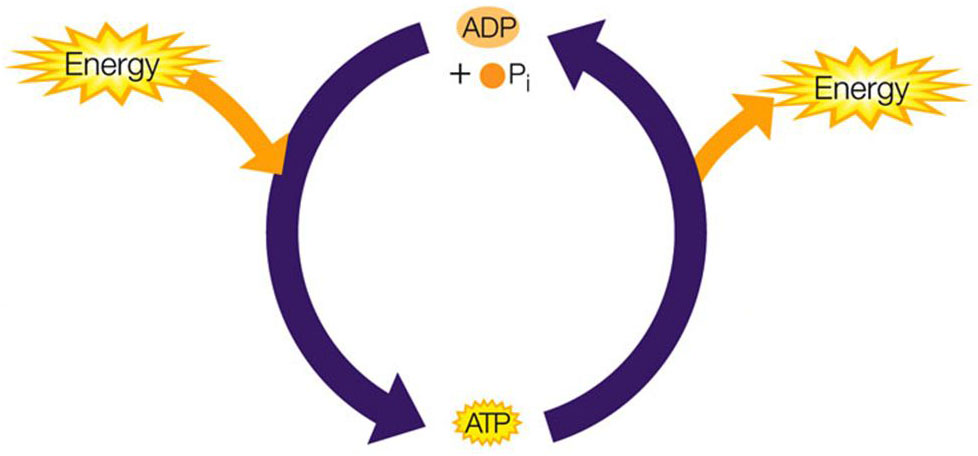 Energy
ADP
+ Pi
Energy
ATP